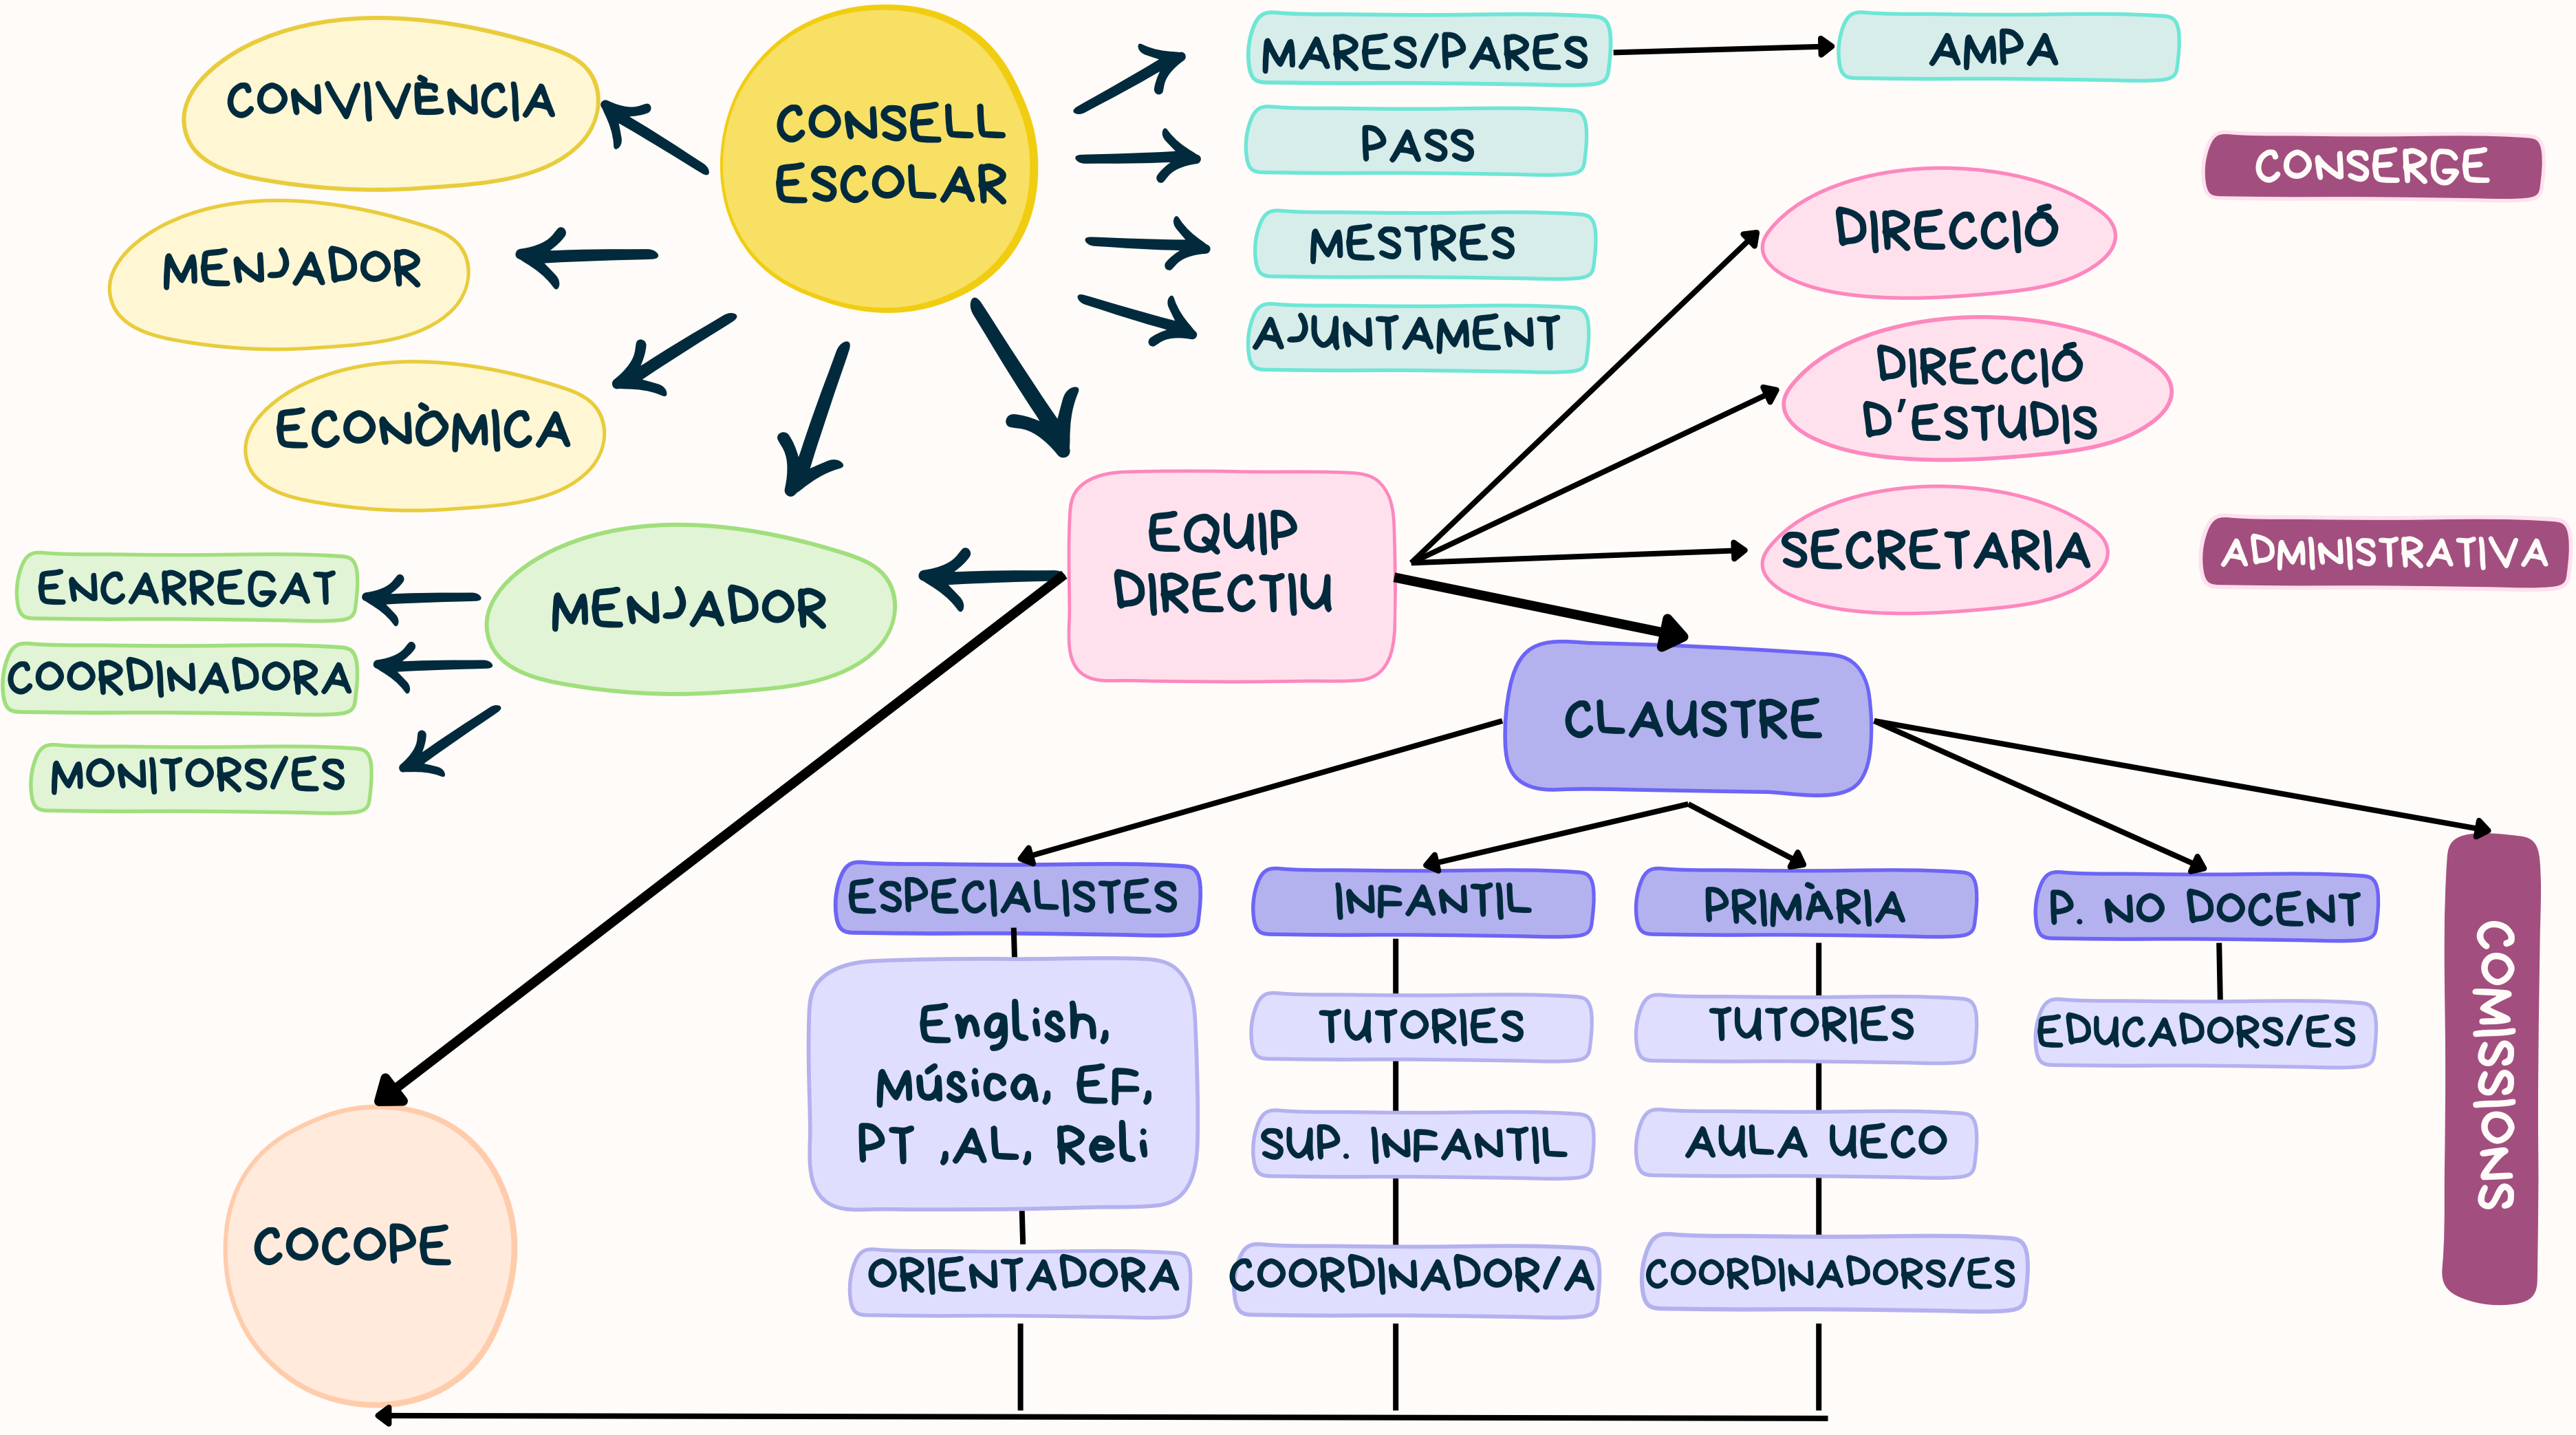 CONVIVÈNCIA
CONSELL
ESCOLAR
MARES/PARES
AMPA
PASS
CONSERGE
MENJADOR
MESTRES
DIRECCIÓ
ECONÒMICA
AJUNTAMENT
DIRECCIÓ
D'ESTUDIS
EQUIP
DIRECTIU
SECRETARIA
ADMINISTRATIVA
ENCARREGAT
MENJADOR
COORDINADORA
MONITORS/ES
CLAUSTRE
ESPECIALISTES
INFANTIL
PRIMÀRIA
P. NO DOCENT
COMISSIONS
English,
Música, EF,
PT ,AL, Reli
TUTORIES
TUTORIES
EDUCADORS/ES
SUP. INFANTIL
AULA UECO
COCOPE
ORIENTADORA
COORDINADOR/A
COORDINADORS/ES